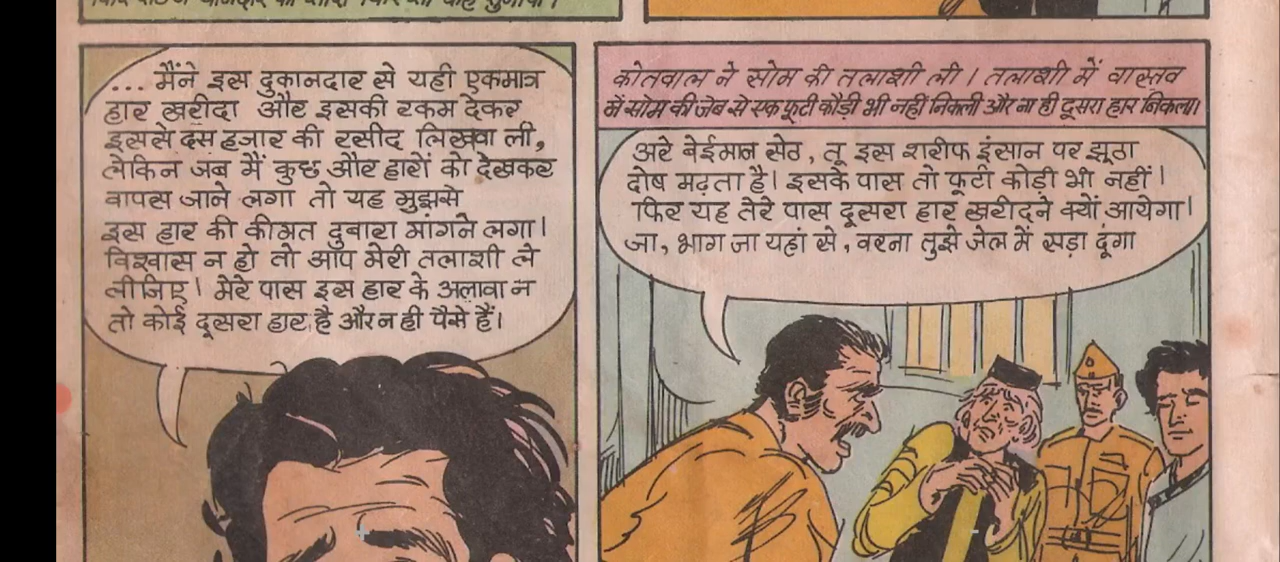 ... मैंने इस दुकानदार से यही एकमात्र
हार खरीदा और इसकी रकम देकर
इससे दस हजार की रसीद लिखवा ली,
लेकिन जब मैं कुछ और हारों को देखकर
वापस जाने लगा तो यह मुझसे
इस हार की कीमत दुबारा मांगने लगा।
विश्वास न हो तो आप मेरी तलाशी ले
लीजिए। मेरे पास इस हार के अलावा न
तो कोई दूसरा हार है और न ही पैसे हैं।
कोतवाल ने सोम की तलाशी ली। तलाशी में वास्तव
में सोम की जेब से एक फूटी कौड़ी भी नहीं निकली और ना ही दूसरा हार निकला।
अरे बेईमान सेठ, तू इस शरीफ इंसान पर झूठा
दोष मढ़ता है। इसके पास तो फूटी कोड़ी भी नहीं।
फिर यह तेरे पास दूसरा हार खरीदने क्यों आयेगा।
जा, भाग जा यहां से, वरना तुझे जेल में सड़ा दूंगा